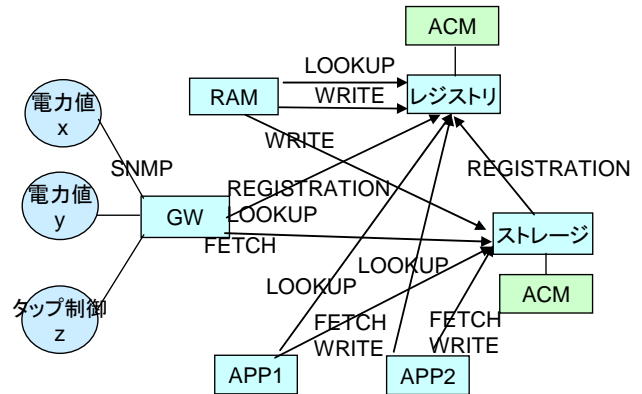 ACM
LOOKUP
電力値
x
RAM
WRITE
レジストリ
WRITE
SNMP
REGISTRATION
REGISTRATION
電力値
y
GW
LOOKUP
FETCH
ストレージ
LOOKUP
LOOKUP
ACM
タップ制御
z
FETCH
WRITE
FETCH
WRITE
APP1
APP2